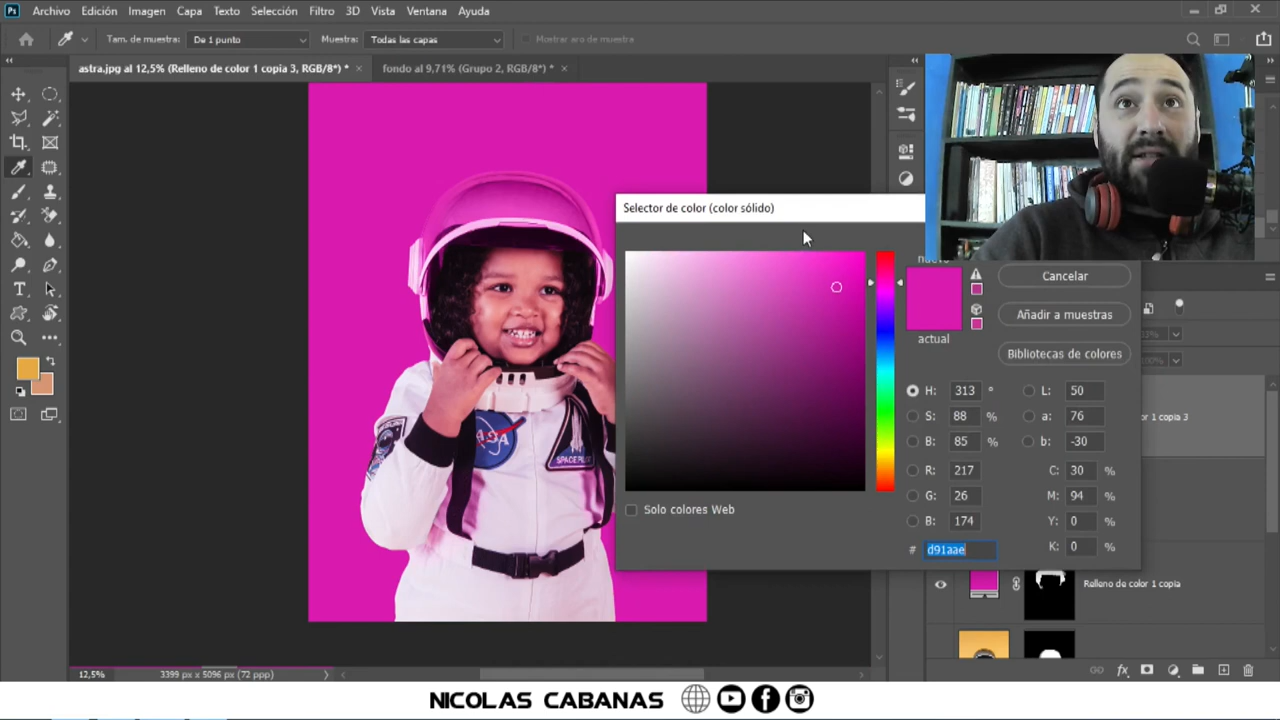 Ps Archivo Edición Imagen Capa Texto Selección Filtro 3D Vista Ventana Ayuda
Tam. de muestra: De 1 punto Muestra: Todas las capas Mostrar aro de muestra
astra.jpg al 12,5% (Relleno de color 1 copia 3, RGB/8*) * × fondo al 9,71% (Grupo 2, RGB/8*) * ×
Selector de color (color sólido)
nuevo
actual
Cancelar
Añadir a muestras
Bibliotecas de colores
H: 313 ° L: 50
S: 88 % a: 76
B: 85 % b: -30
R: 217 C: 30 %
G: 26 M: 94 %
B: 174 Y: 0 %
# d91aae K: 0 %
Solo colores Web
or 1 copia 3
Relleno de color 1 copia
NASA
SPACE PILOT
12,5% 3399 px x 5096 px (72 ppp)
fx
NICOLAS CABANAS